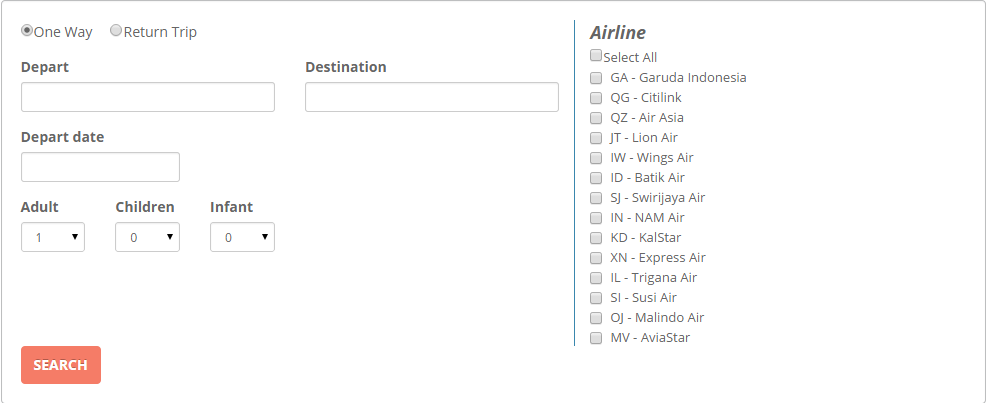 One Way Return Trip
Depart Destination
Depart date
Adult Children Infant
1 0 0
SEARCH
Airline
Select All
GA - Garuda Indonesia
QG - Citilink
QZ - Air Asia
JT - Lion Air
IW - Wings Air
ID - Batik Air
SJ - Swirijaya Air
IN - NAM Air
KD - KalStar
XN - Express Air
IL - Trigana Air
SI - Susi Air
OJ - Malindo Air
MV - AviaStar